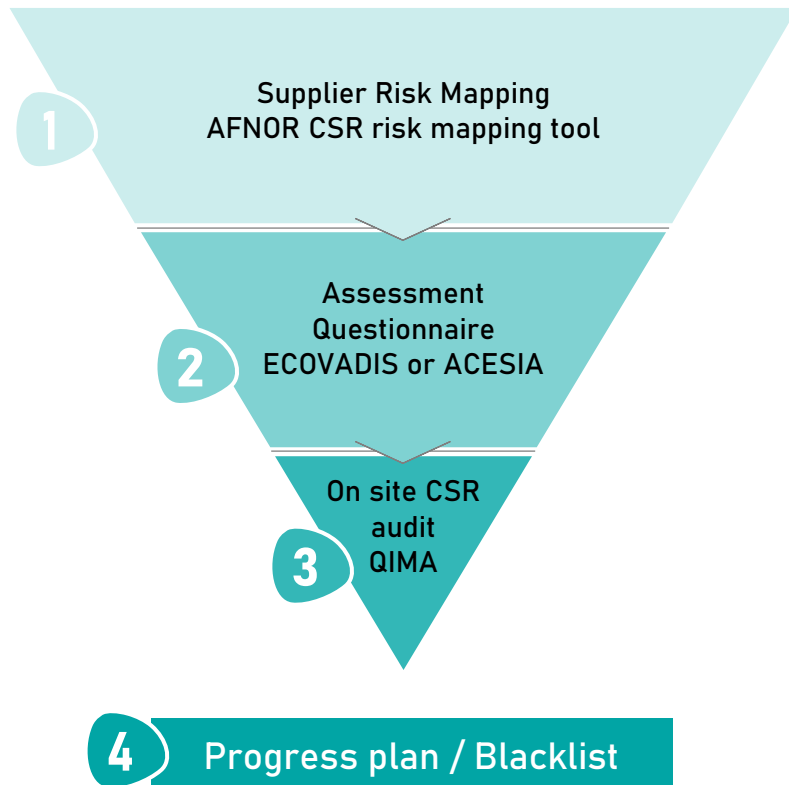 1
Supplier Risk Mapping
AFNOR CSR risk mapping tool
2
Assessment
Questionnaire
ECOVADIS or ACESIA
3
On site CSR
audit
QIMA
4
Progress plan / Blacklist